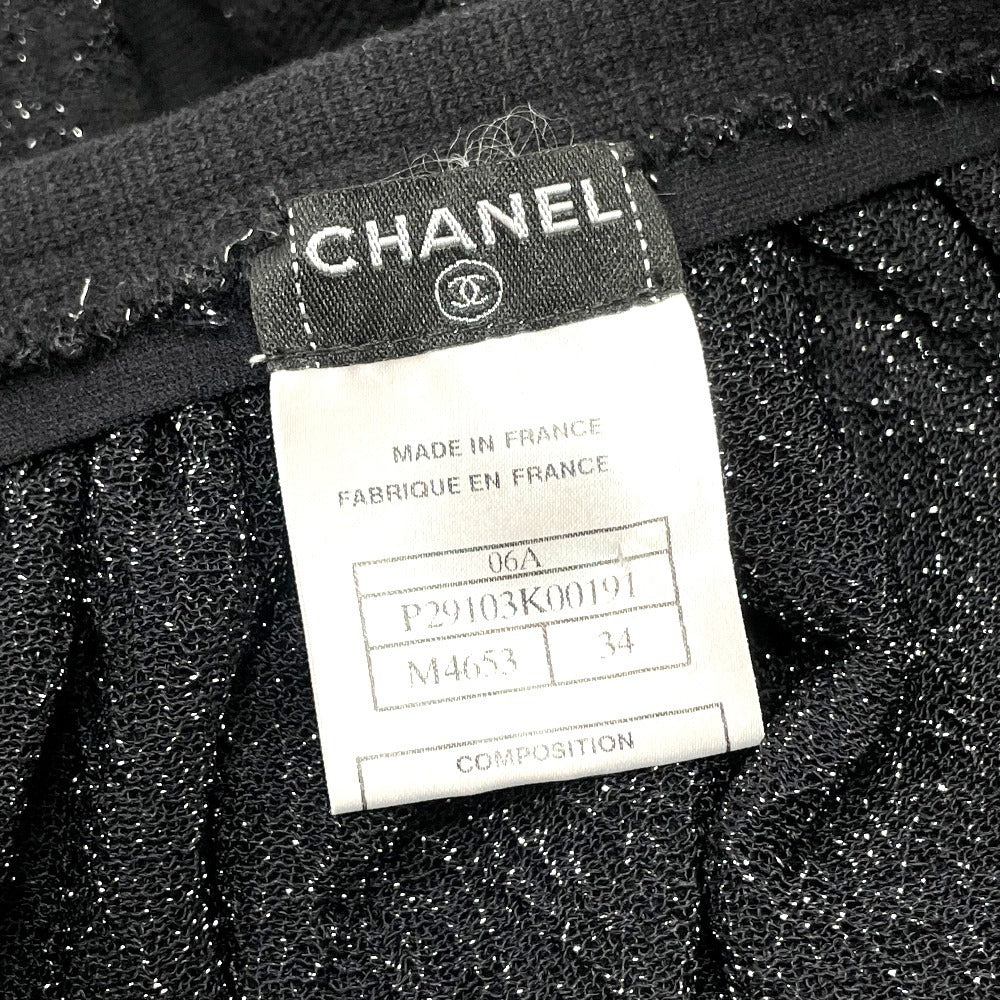 CHANEL
MADE IN FRANCE
FABRIQUE EN FRANCE
06A
P29103K00191
M4653 34
COMPOSITION